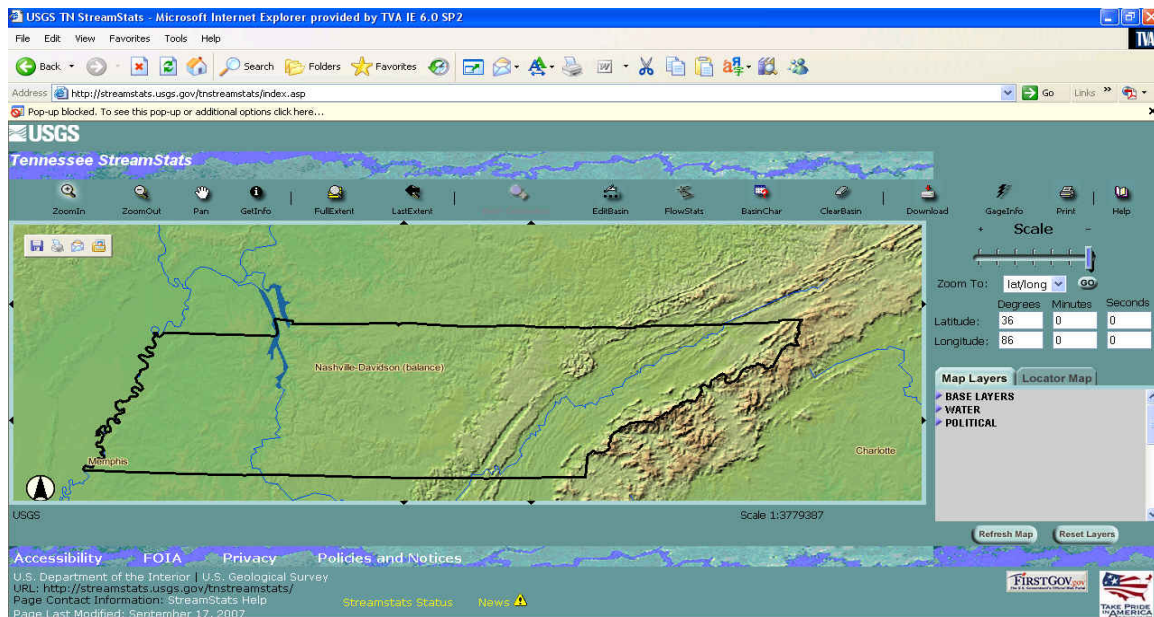 USGS TN StreamStats - Microsoft Internet Explorer provided by TVA IE 6.0 SP2
File Edit View Favorites Tools Help
TVA
Back Search Folders Favorites
Address http://streamstats.usgs.gov/tnstreamstats/index.asp Go Links »
Pop-up blocked. To see this pop-up or additional options click here...
USGS
Tennessee StreamStats
ZoomIn ZoomOut Pan GetInfo FullExtent LastExtent EditBasin FlowStats BasinChar ClearBasin Download GageInfo Print Help
+ Scale -
Zoom To: lat/long GO
Degrees Minutes Seconds
Latitude: 36 0 0
Longitude: 86 0 0
Nashville-Davidson (balance)
Memphis
Charlotte
Map Layers Locator Map
BASE LAYERS
WATER
POLITICAL
USGS Scale 1:3779387
Refresh Map Reset Layers
Accessibility FOIA Privacy Policies and Notices
U.S. Department of the Interior | U.S. Geological Survey
URL: http://streamstats.usgs.gov/tnstreamstats/
Page Contact Information: StreamStats Help
Streamstats Status News
Page Last Modified: September 17, 2007
FIRSTGOV.gov
TAKE PRIDE
IN AMERICA